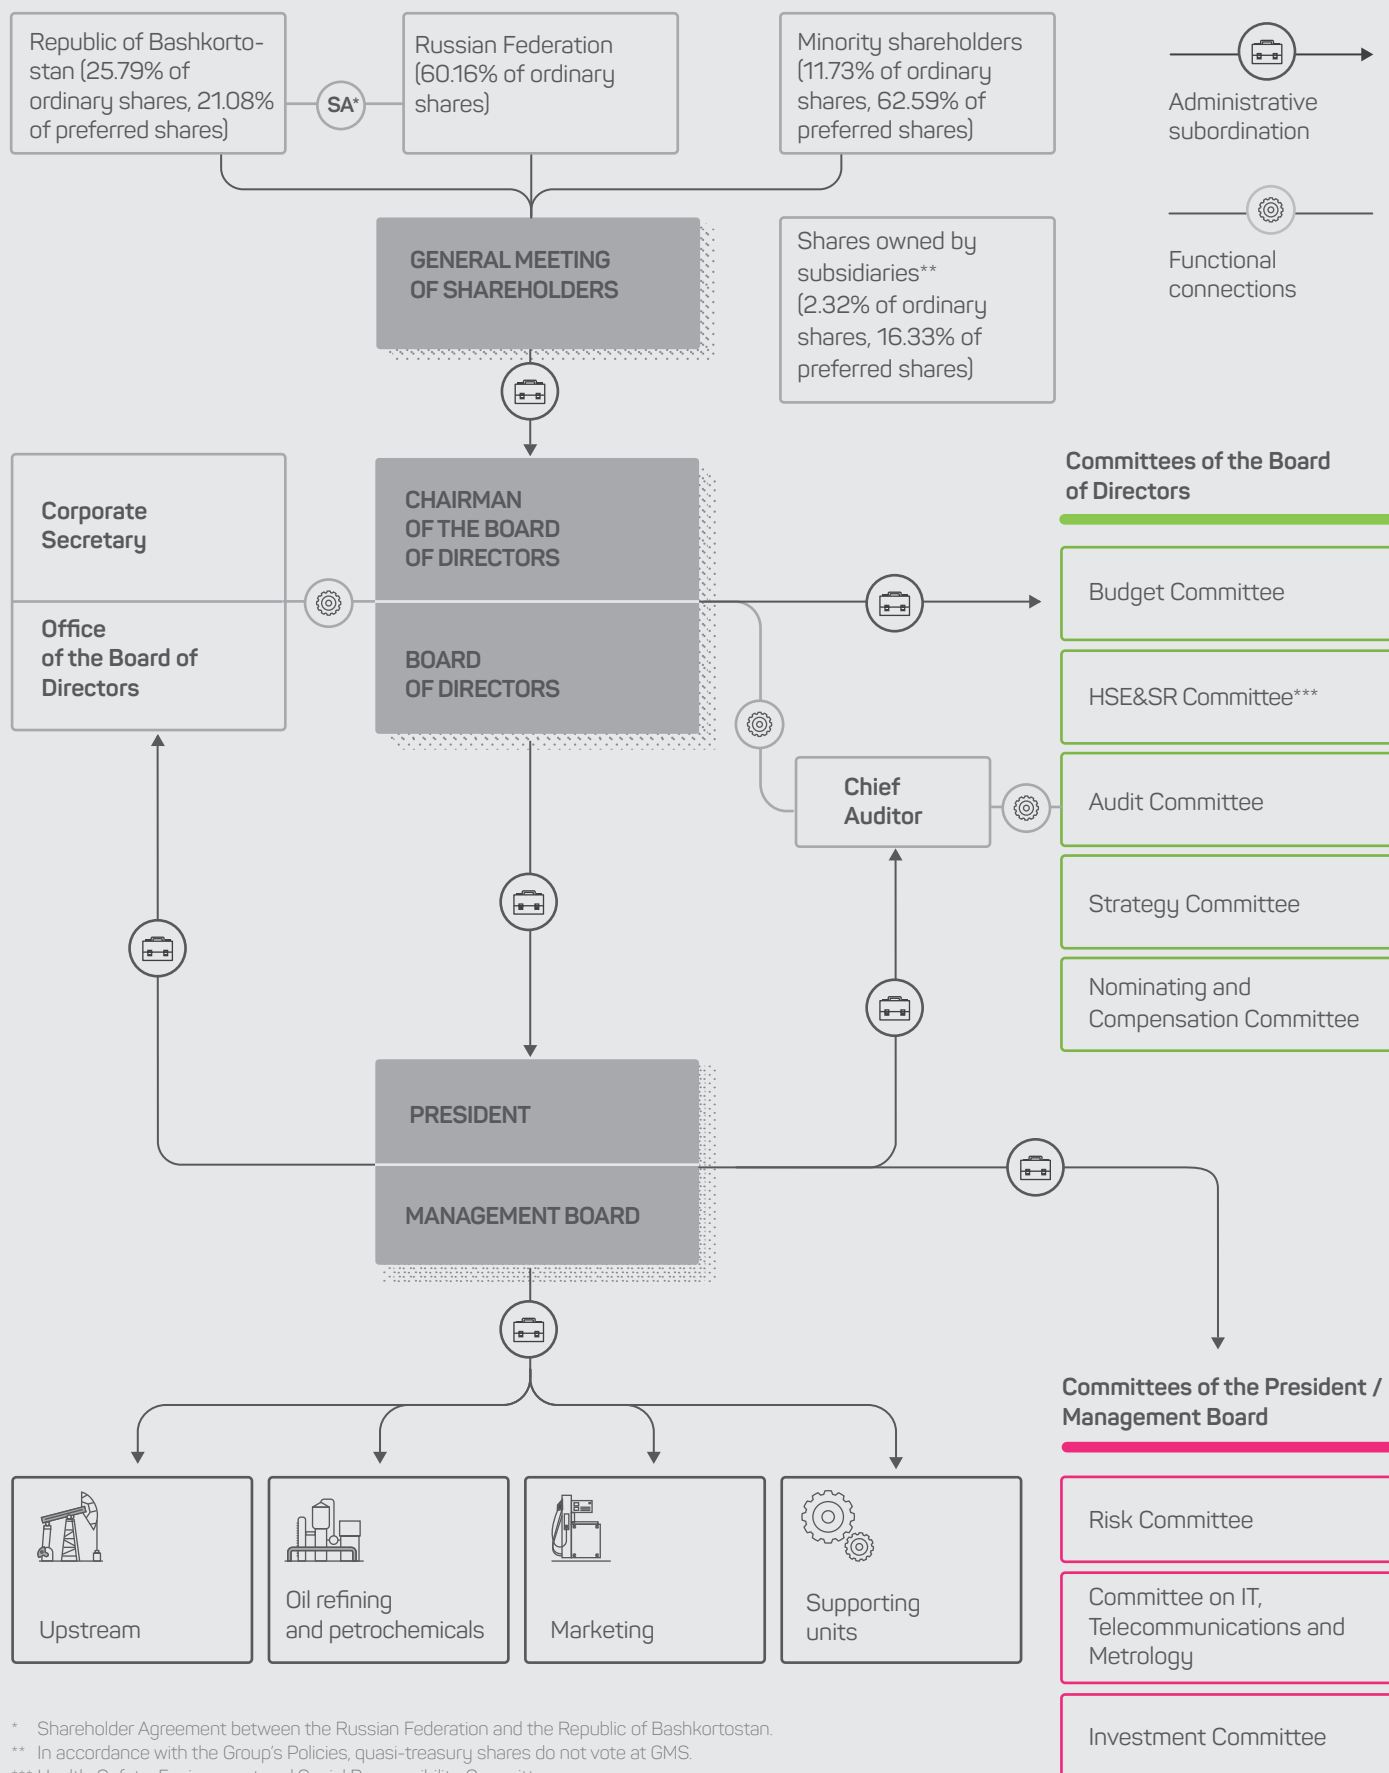 Republic of Bashkorto-
stan (25.79% of
ordinary shares, 21.08%
of preferred shares)
SA*
Russian Federation
(60.16% of ordinary
shares)
Minority shareholders
(11.73% of ordinary
shares, 62.59% of
preferred shares)
Administrative
subordination
Functional
connections
GENERAL MEETING
OF SHAREHOLDERS
Shares owned by
subsidiaries**
(2.32% of ordinary
shares, 16.33% of
preferred shares)
Corporate
Secretary
Office
of the Board of
Directors
CHAIRMAN
OF THE BOARD
OF DIRECTORS
BOARD
OF DIRECTORS
Committees of the Board
of Directors
Budget Committee
HSE&SR Committee***
Audit Committee
Strategy Committee
Nominating and
Compensation Committee
Chief
Auditor
PRESIDENT
MANAGEMENT BOARD
Committees of the President /
Management Board
Risk Committee
Committee on IT,
Telecommunications and
Metrology
Investment Committee
Upstream
Oil refining
and petrochemicals
Marketing
Supporting
units
* Shareholder Agreement between the Russian Federation and the Republic of Bashkortostan.
** In accordance with the Group's Policies, quasi-treasury shares do not vote at GMS.